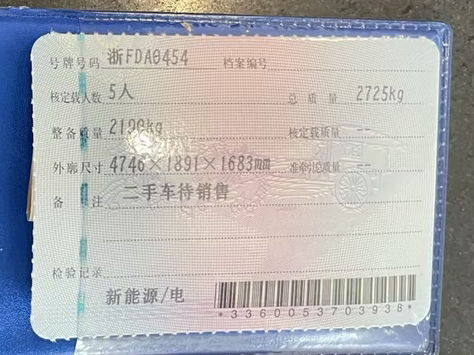 号牌号码 浙FDA0454 档案编号
核定载人数 5人 总质量 2725kg
整备质量 2190kg 核定载质量 --
外廓尺寸 4746×1891×1683mm 准牵引总质量 --
备注 二手车待销售
检验记录
新能源/电
*3360053703938*